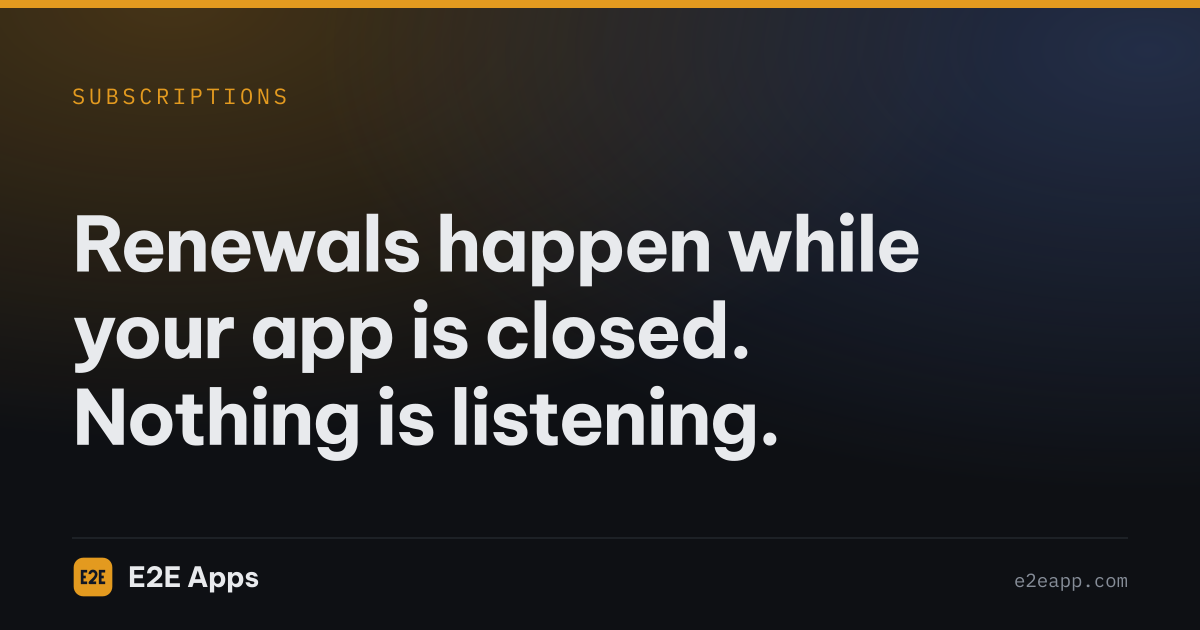 SUBSCRIPTIONS
Renewals happen while
your app is closed.
Nothing is listening.
E2E E2E Apps
e2eapp.com